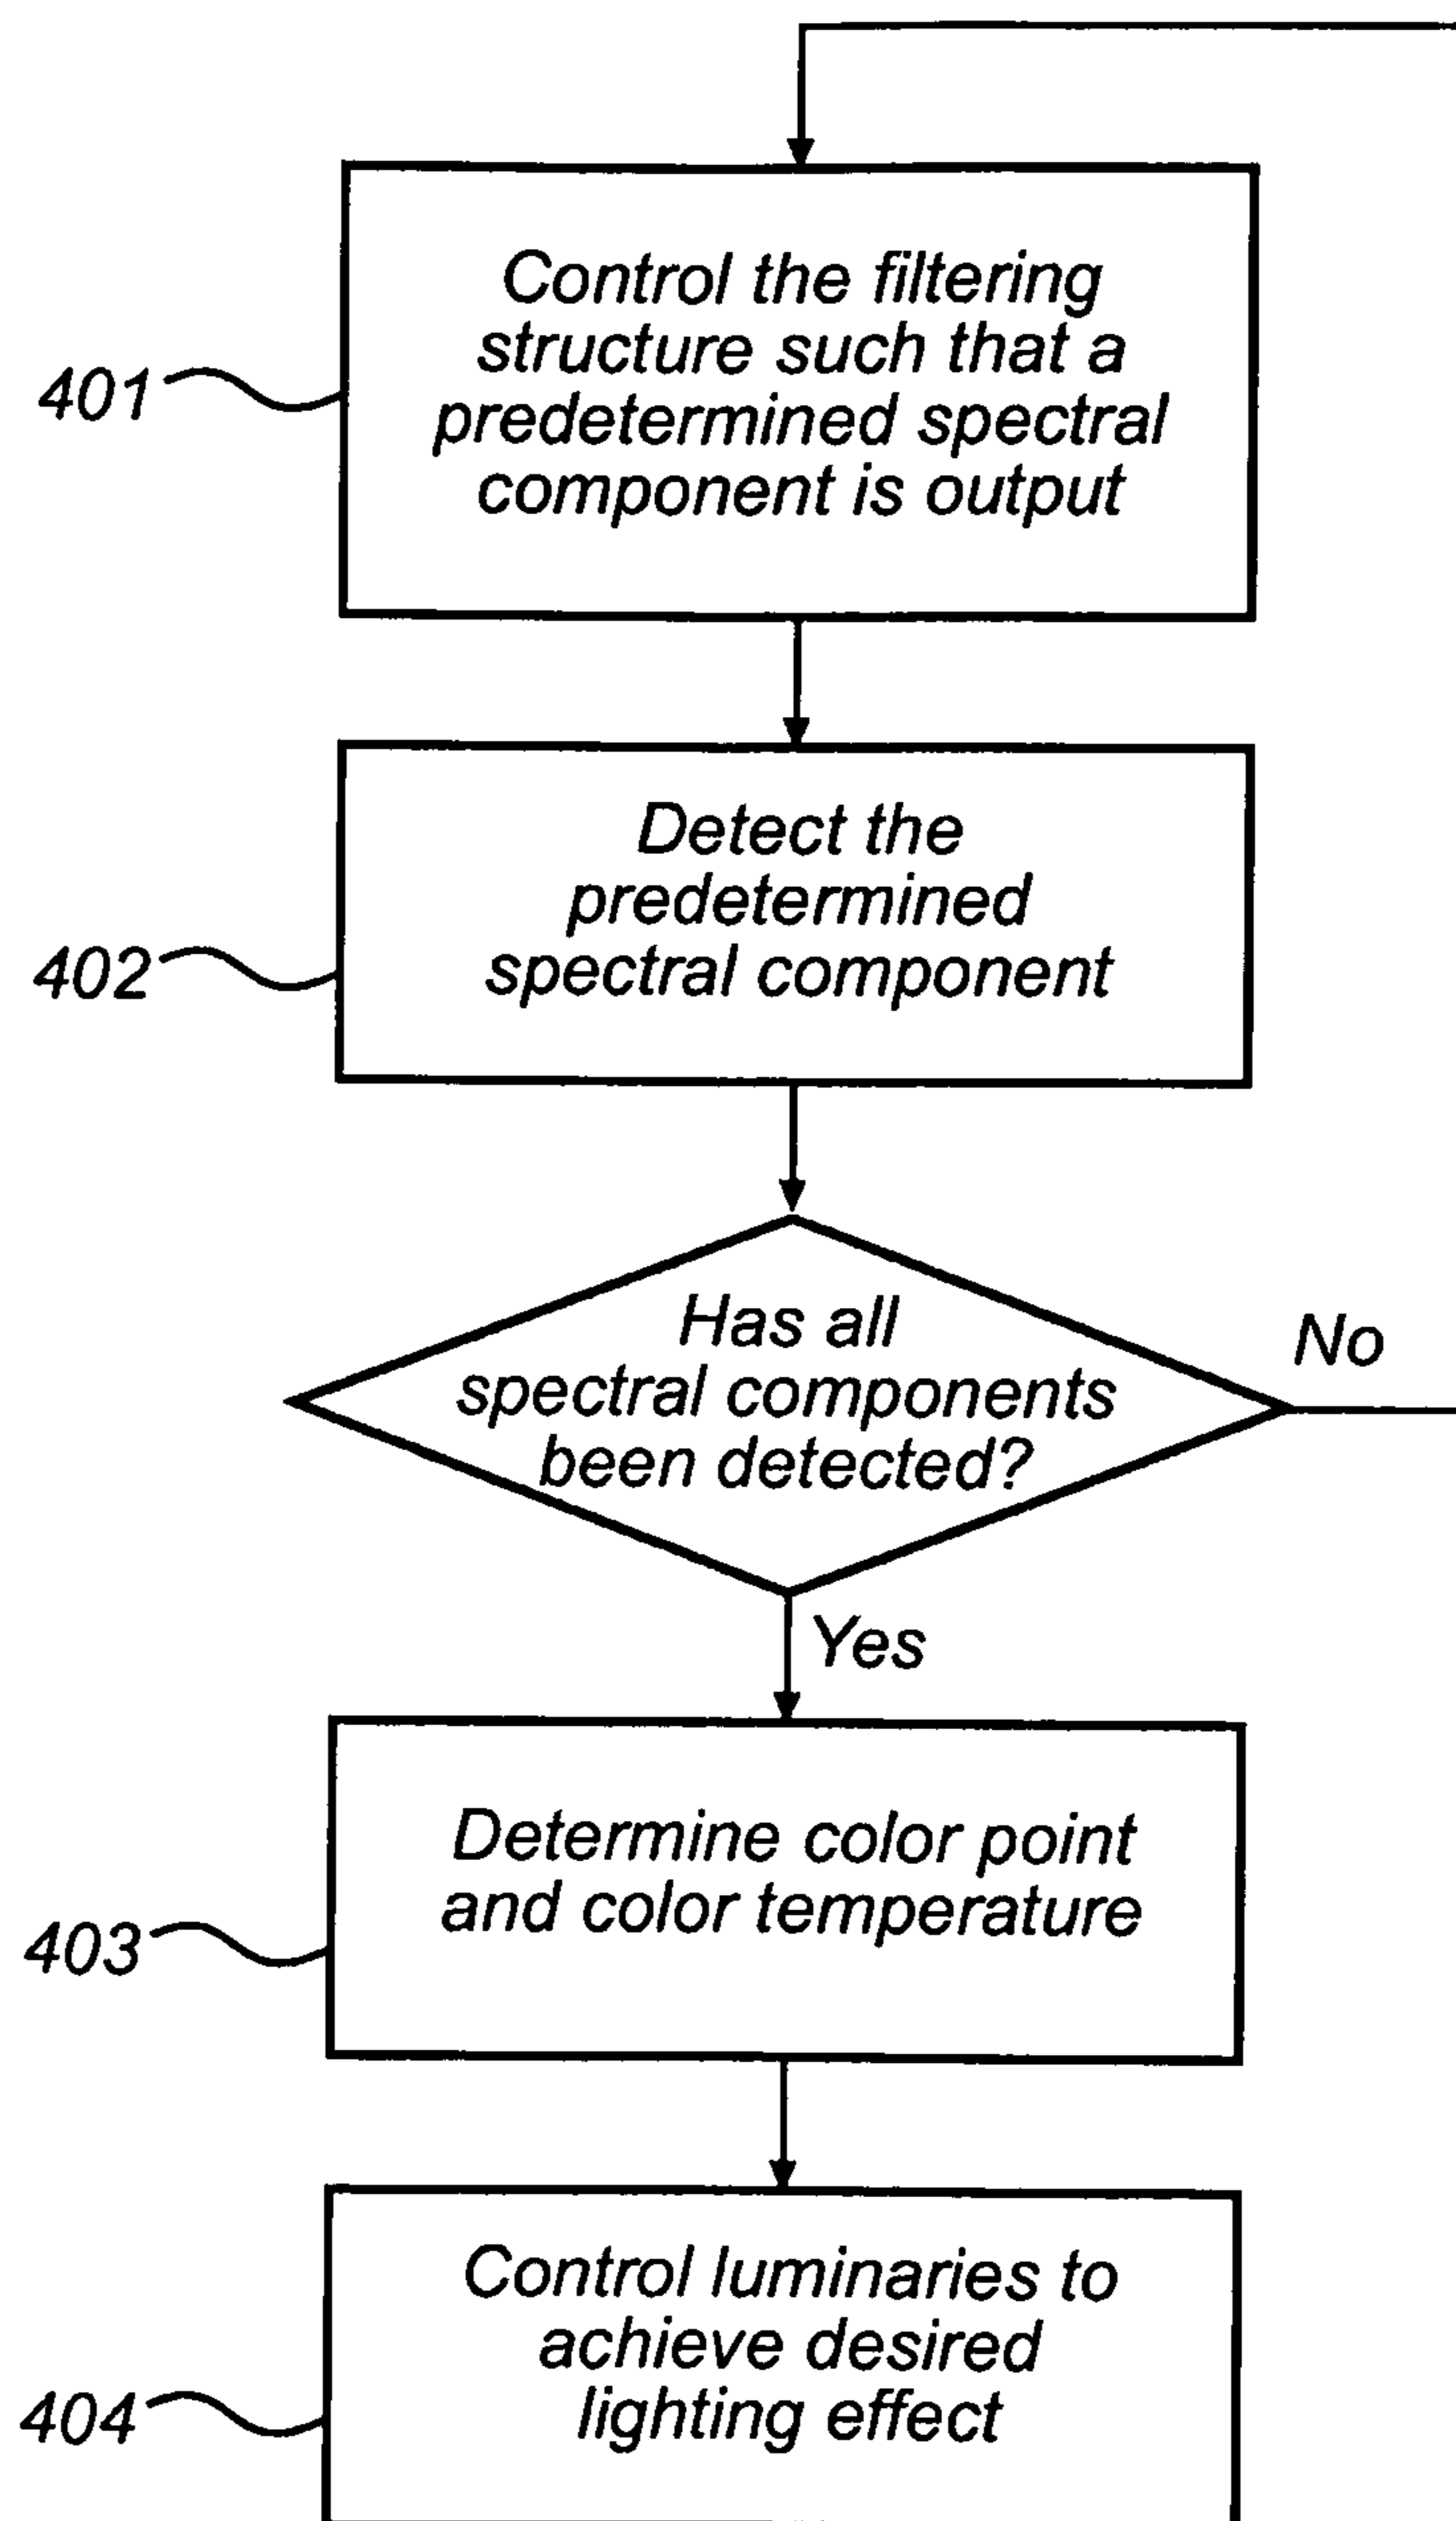 Control the filtering
structure such that a
predetermined spectral
component is output
401
Detect the
predetermined
spectral component
402
Has all
spectral components
been detected?
No
Yes
Determine color point
and color temperature
403
Control luminaries to
achieve desired
lighting effect
404